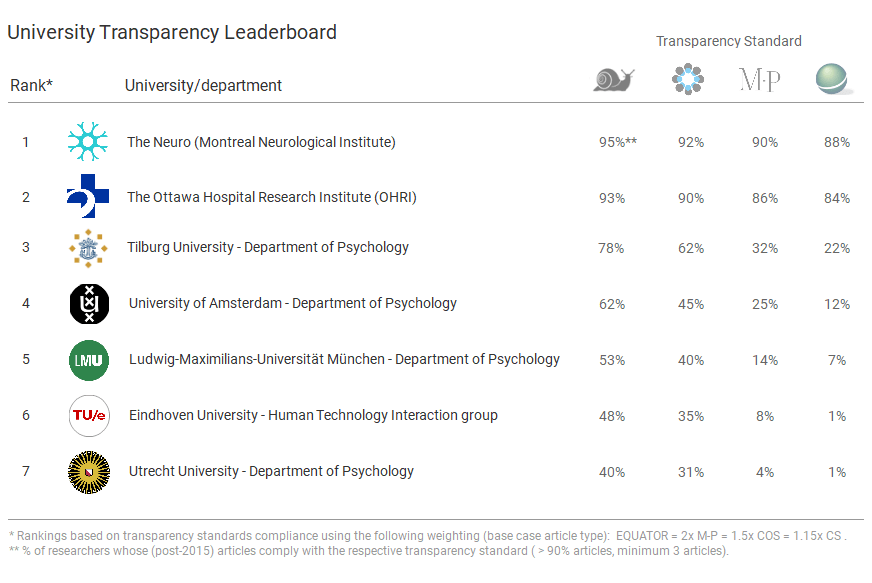 University Transparency Leaderboard
Transparency Standard
Rank* University/department M·P
1 The Neuro (Montreal Neurological Institute) 95%** 92% 90% 88%
2 The Ottawa Hospital Research Institute (OHRI) 93% 90% 86% 84%
3 Tilburg University - Department of Psychology 78% 62% 32% 22%
4 University of Amsterdam - Department of Psychology 62% 45% 25% 12%
5 LMU Ludwig-Maximilians-Universität München - Department of Psychology 53% 40% 14% 7%
6 TU/e Eindhoven University - Human Technology Interaction group 48% 35% 8% 1%
7 Utrecht University - Department of Psychology 40% 31% 4% 1%
* Rankings based on transparency standards compliance using the following weighting (base case article type): EQUATOR = 2x M-P = 1.5x COS = 1.15x CS .
** % of researchers whose (post-2015) articles comply with the respective transparency standard ( > 90% articles, minimum 3 articles).